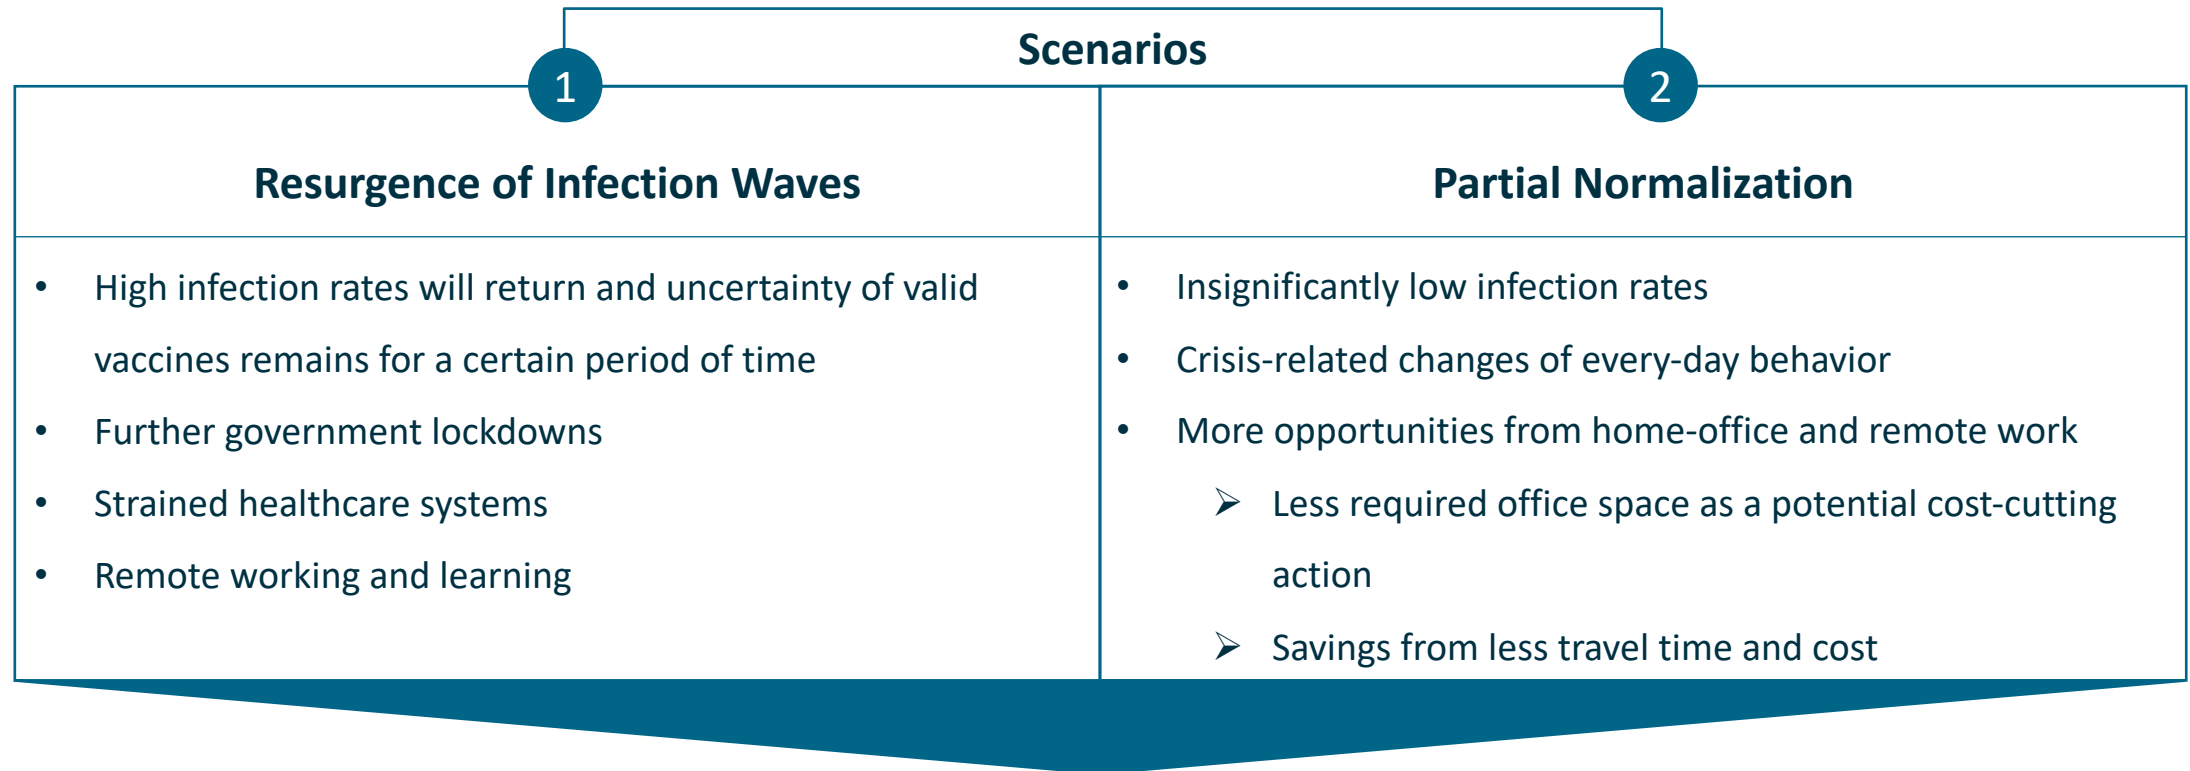 Scenarios
1
2
Resurgence of Infection Waves
Partial Normalization
• High infection rates will return and uncertainty of valid
vaccines remains for a certain period of time
• Further government lockdowns
• Strained healthcare systems
• Remote working and learning
• Insignificantly low infection rates
• Crisis-related changes of every-day behavior
• More opportunities from home-office and remote work
➢ Less required office space as a potential cost-cutting
action
➢ Savings from less travel time and cost